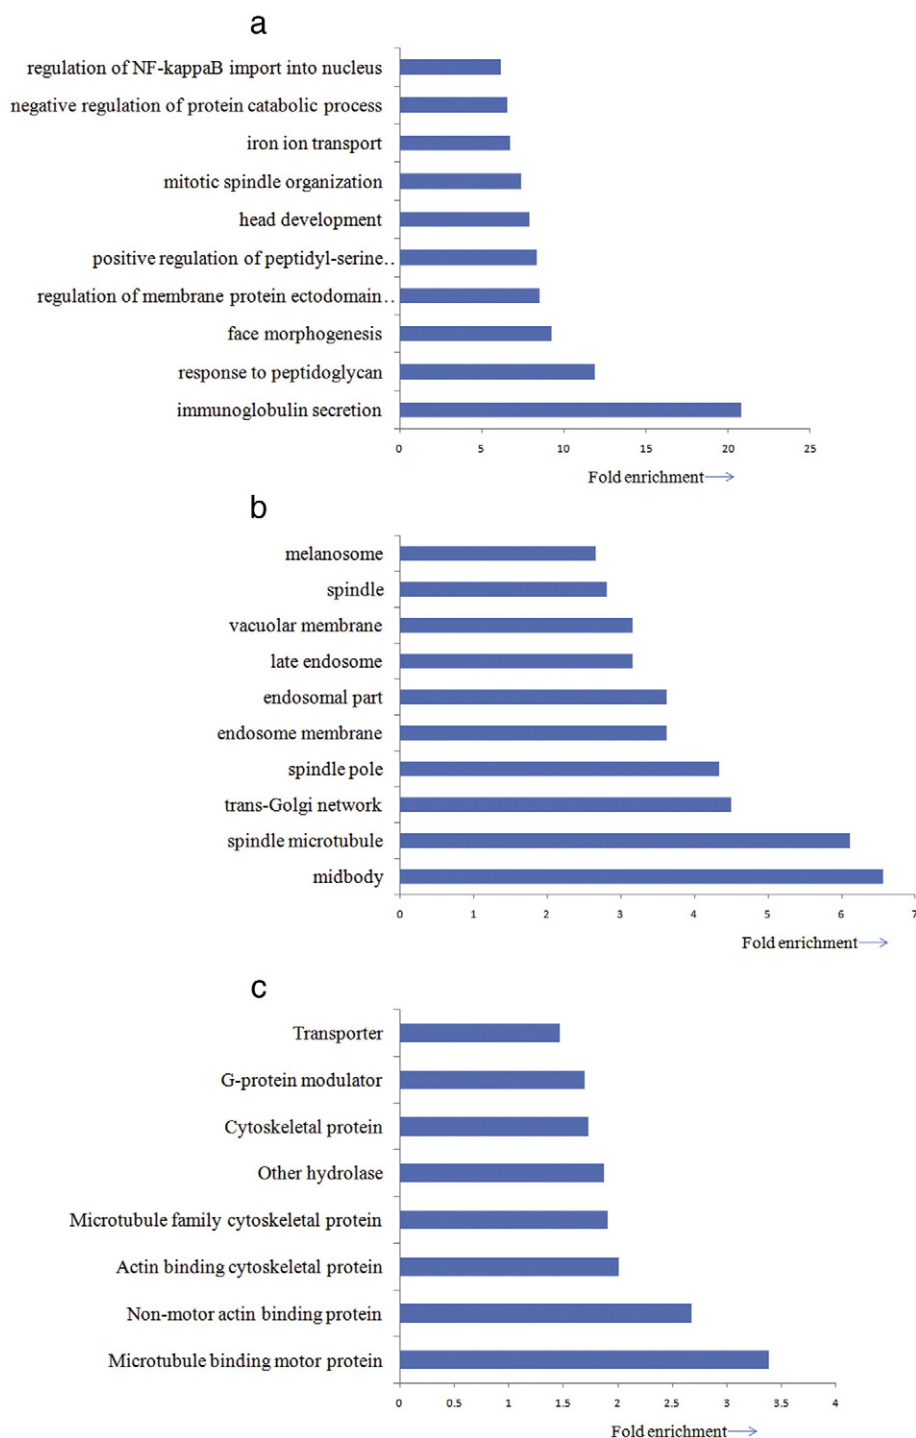 a
regulation of NF-kappaB import into nucleus
negative regulation of protein catabolic process
iron ion transport
mitotic spindle organization
head development
positive regulation of peptidyl-serine..
regulation of membrane protein ectodomain..
face morphogenesis
response to peptidoglycan
immunoglobulin secretion
0 5 10 15 20 25
Fold enrichment→
b
melanosome
spindle
vacuolar membrane
late endosome
endosomal part
endosome membrane
spindle pole
trans-Golgi network
spindle microtubule
midbody
0 1 2 3 4 5 6 7
Fold enrichment→
c
Transporter
G-protein modulator
Cytoskeletal protein
Other hydrolase
Microtubule family cytoskeletal protein
Actin binding cytoskeletal protein
Non-motor actin binding protein
Microtubule binding motor protein
0 0.5 1 1.5 2 2.5 3 3.5 4
Fold enrichment→